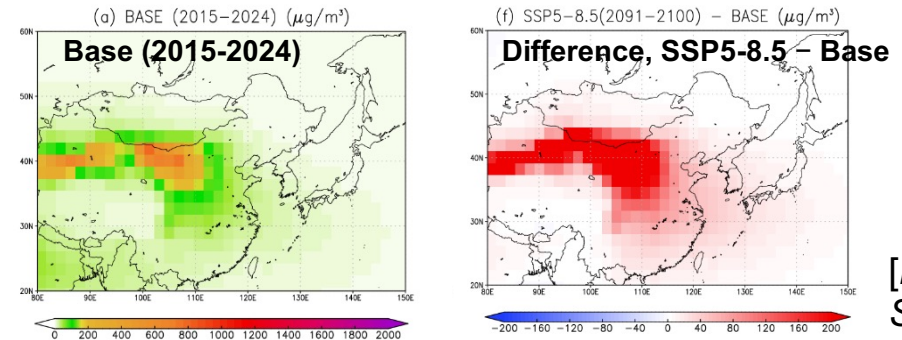 (a) BASE (2015−2024) (μg/m³)
Base (2015-2024)
60N
50N
40N
30N
20N
80E 90E 100E 110E 120E 130E 140E 150E
0 200 400 600 800 1000 1200 1400 1600 1800 2000
(f) SSP5−8.5(2091−2100) − BASE (μg/m³)
Difference, SSP5-8.5 − Base
60N
50N
40N
30N
20N
80E 90E 100E 110E 120E 130E 140E 150E
−200 −160 −120 −80 −40 0 40 80 120 160 200
[
S